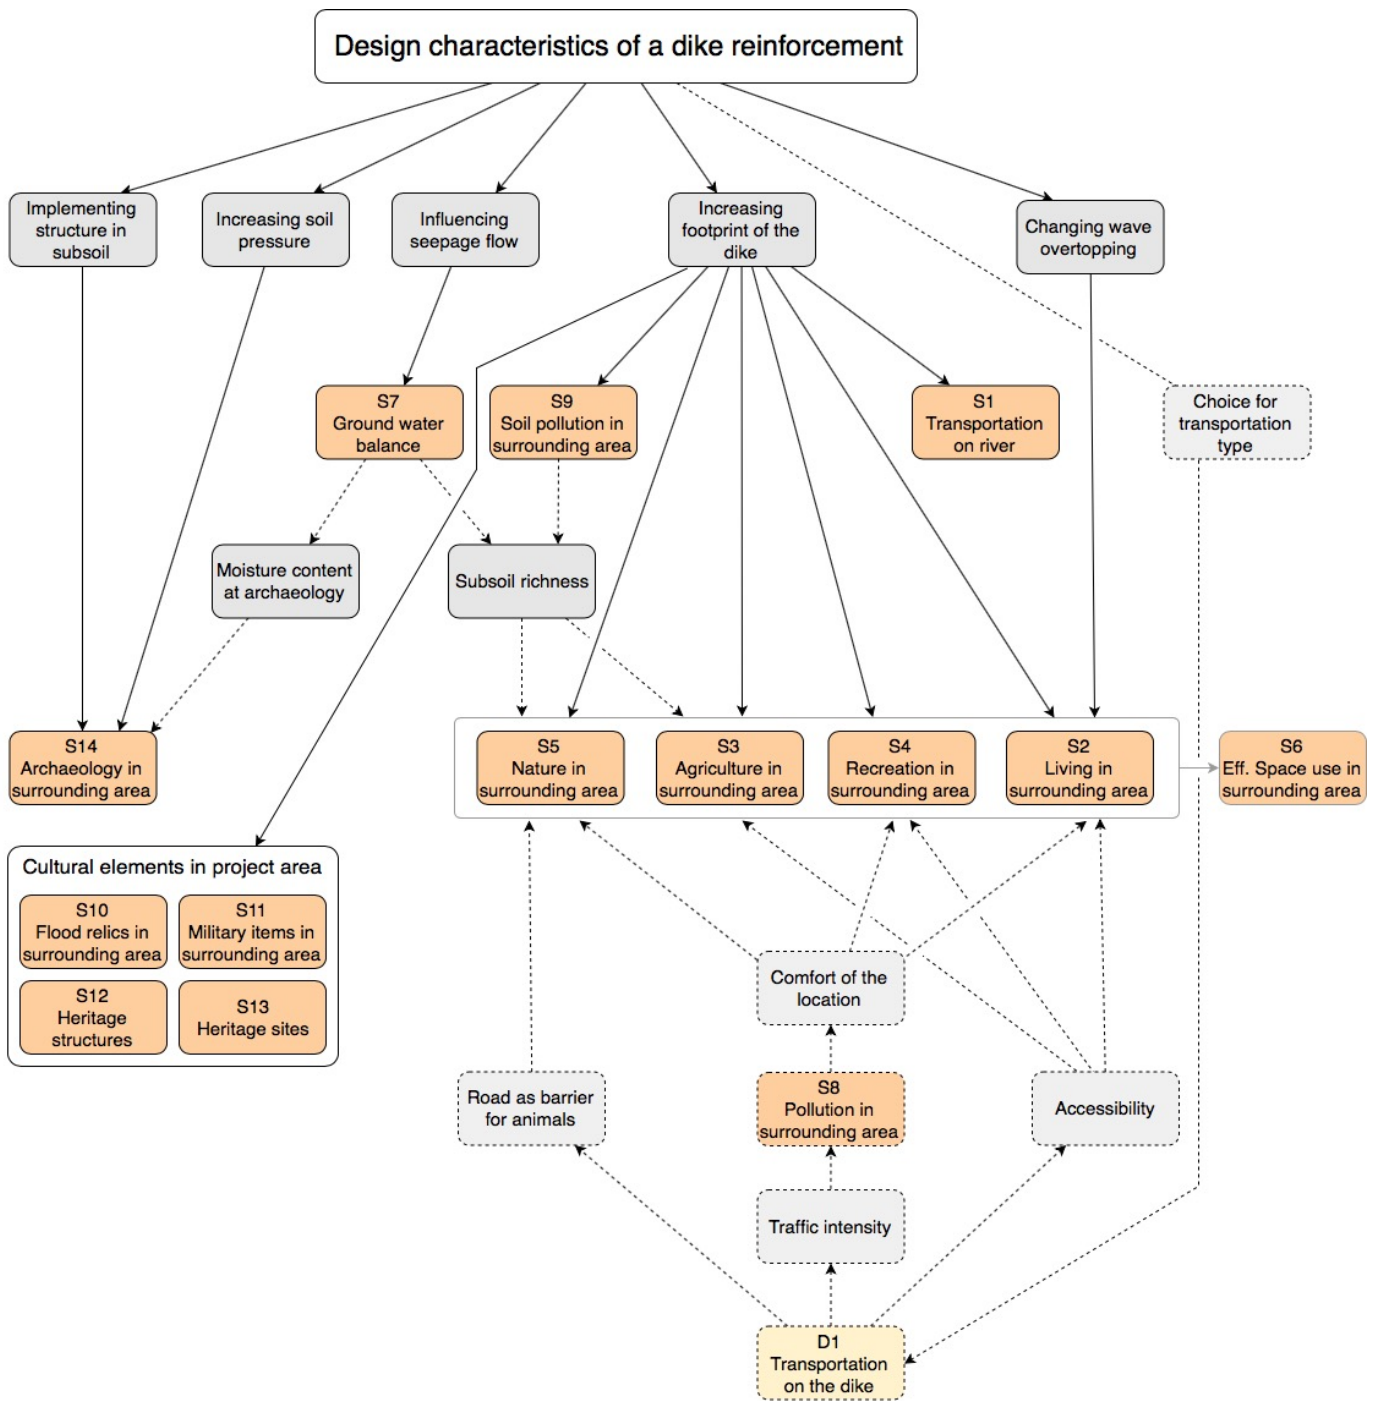 Design characteristics of a dike reinforcement
Implementing
structure in
subsoil
Increasing soil
pressure
Influencing
seepage flow
Increasing
footprint of the
dike
Changing wave
overtopping
S7
Ground water
balance
S9
Soil pollution in
surrounding area
S1
Transportation
on river
Choice for
transportation
type
Moisture content
at archaeology
Subsoil richness
S14
Archaeology in
surrounding area
S5
Nature in
surrounding area
S3
Agriculture in
surrounding area
S4
Recreation in
surrounding area
S2
Living in
surrounding area
S6
Eff. Space use in
surrounding area
Cultural elements in project area
S10
Flood relics in
surrounding area
S11
Military items in
surrounding area
S12
Heritage
structures
S13
Heritage sites
Comfort of the
location
Road as barrier
for animals
S8
Pollution in
surrounding area
Accessibility
Traffic intensity
D1
Transportation
on the dike